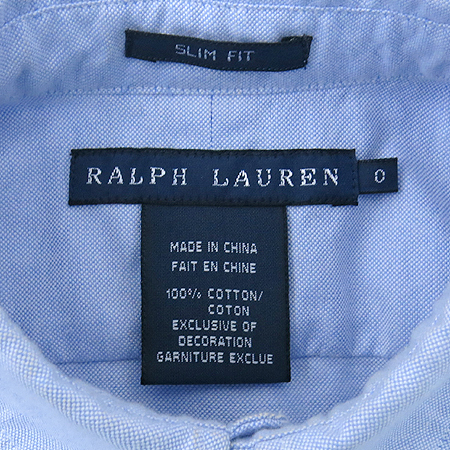 SLIM FIT
RALPH LAUREN 0
MADE IN CHINA
FAIT EN CHINE
100% COTTON/
COTON
EXCLUSIVE OF
DECORATION
GARNITURE EXCLUE